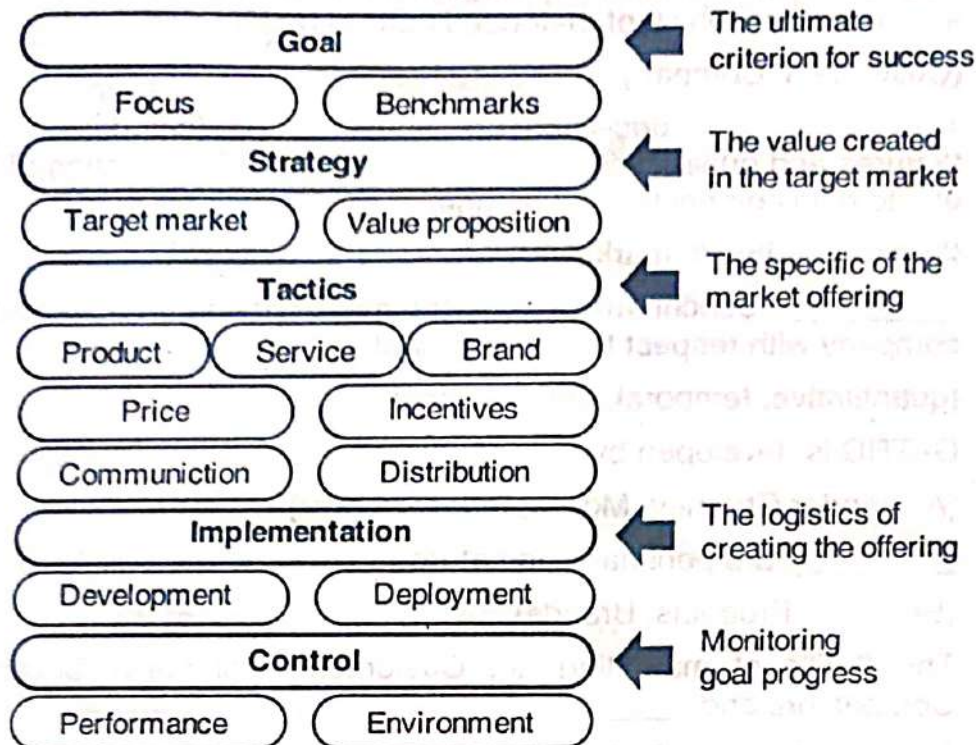 Goal
The ultimate
criterion for success
Focus
Benchmarks
Strategy
The value created
in the target market
Target market
Value proposition
Tactics
The specific of the
market offering
Product
Service
Brand
Price
Incentives
Communiction
Distribution
Implementation
The logistics of
creating the offering
Development
Deployment
Control
Monitoring
goal progress
Performance
Environment